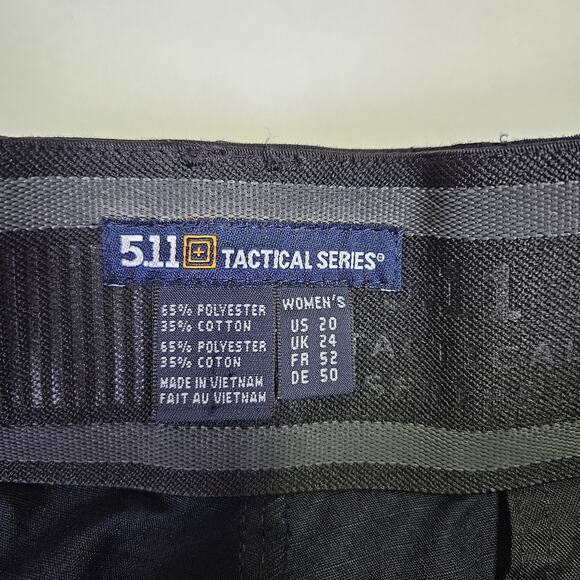 5.11 TACTICAL SERIES®
65% POLYESTER
35% COTTON
65% POLYESTER
35% COTON
MADE IN VIETNAM
FAIT AU VIETNAM
WOMEN'S
US 20
UK 24
FR 52
DE 50